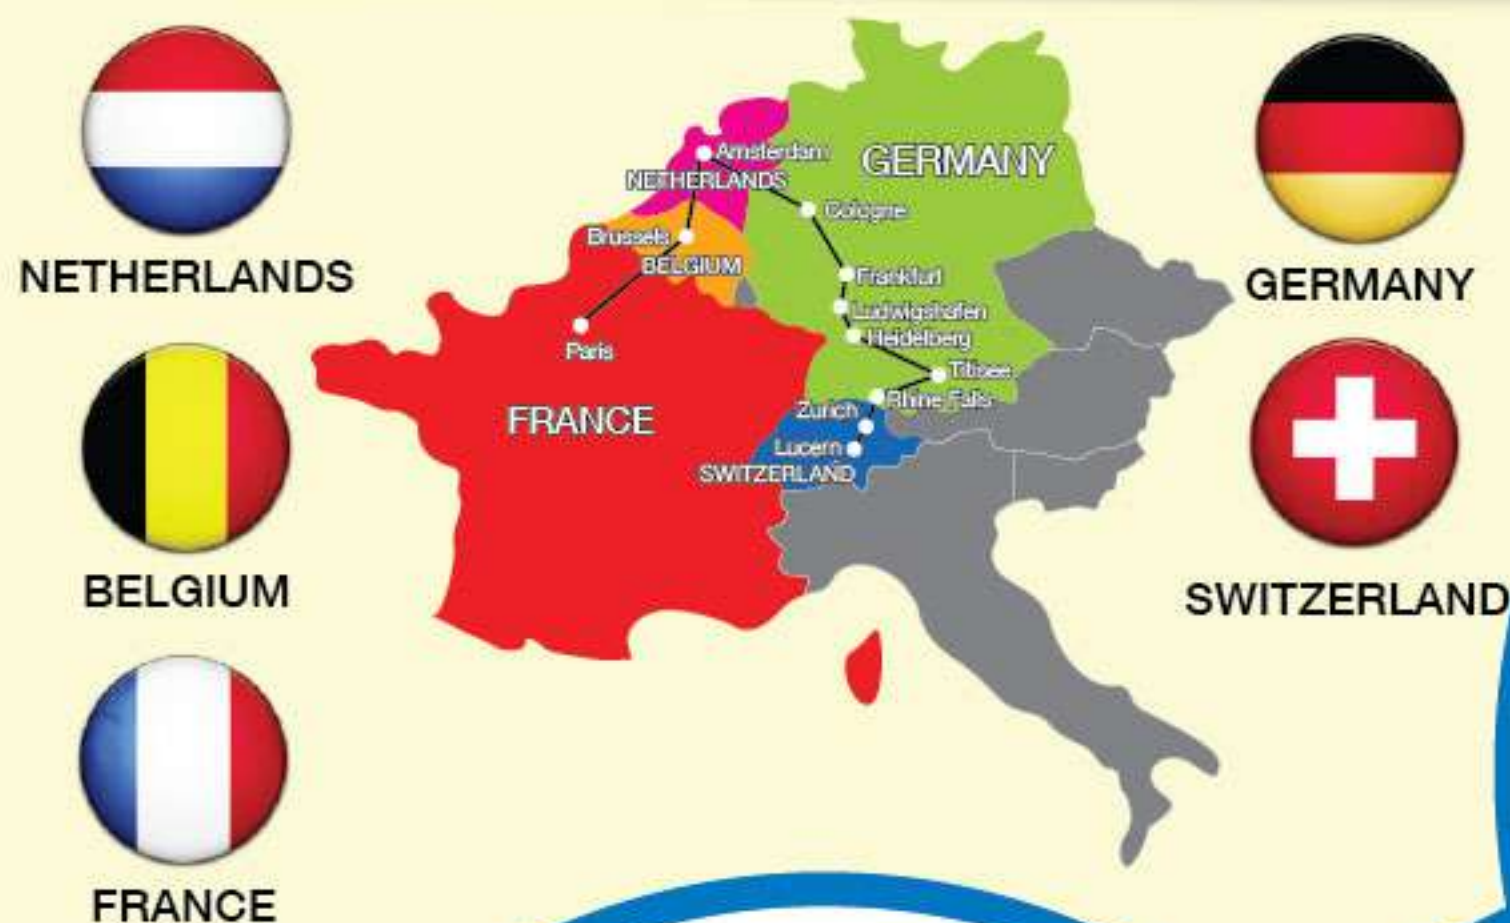 NETHERLANDS
BELGIUM
FRANCE
Amsterdam
NETHERLANDS
GERMANY
Cologne
Brussels
BELGIUM
Frankfurt
Ludwigshafen
Heidelberg
Paris
Titisee
Rhine Falls
Zurich
FRANCE
Lucern
SWITZERLAND
GERMANY
SWITZERLAND